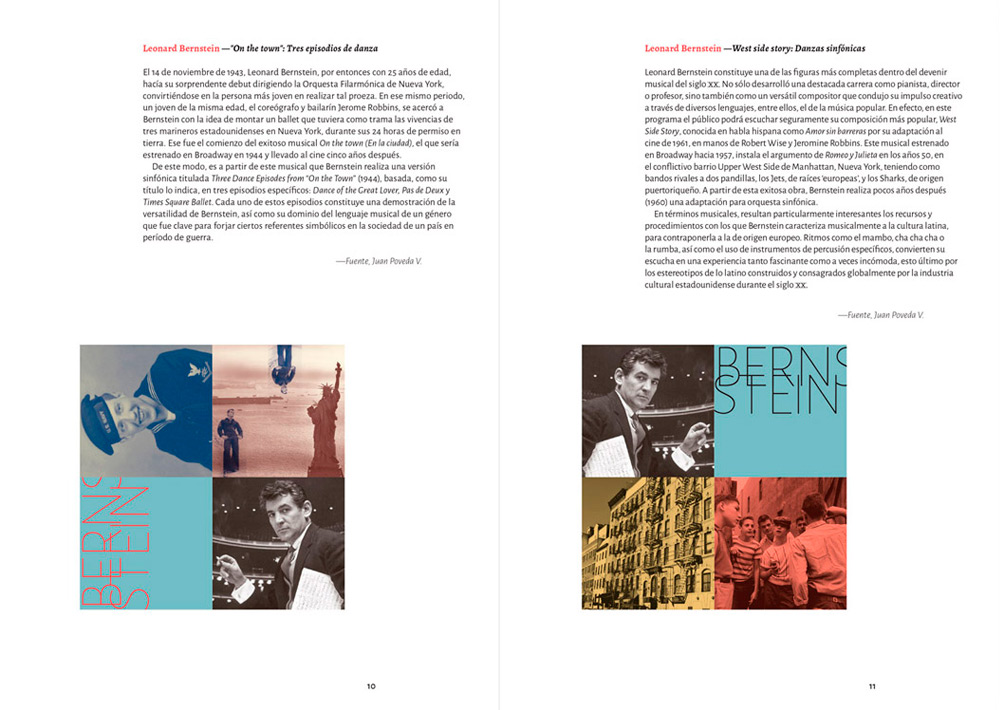 Leonard Bernstein —"On the town": Tres episodios de danza
El 14 de noviembre de 1943, Leonard Bernstein, por entonces con 25 años de edad,
hacía su sorprendente debut dirigiendo la Orquesta Filarmónica de Nueva York,
convirtiéndose en la persona más joven en realizar tal proeza. En ese mismo periodo,
un joven de la misma edad, el coreógrafo y bailarín Jerome Robbins, se acercó a
Bernstein con la idea de montar un ballet que tuviera como trama las vivencias de
tres marineros estadounidenses en Nueva York, durante sus 24 horas de permiso en
tierra. Ese fue el comienzo del exitoso musical On the town (En la ciudad), el que sería
estrenado en Broadway en 1944 y llevado al cine cinco años después.
De este modo, es a partir de este musical que Bernstein realiza una versión
sinfónica titulada Three Dance Episodes from "On the Town" (1944), basada, como su
título lo indica, en tres episodios específicos: Dance of the Great Lover, Pas de Deux y
Times Square Ballet. Cada uno de estos episodios constituye una demostración de la
versatilidad de Bernstein, así como su dominio del lenguaje musical de un género
que fue clave para forjar ciertos referentes simbólicos en la sociedad de un país en
período de guerra.
—Fuente, Juan Poveda V.
BERNS
STEIN
10
Leonard Bernstein —West side story: Danzas sinfónicas
Leonard Bernstein constituye una de las figuras más completas dentro del devenir
musical del siglo XX. No sólo desarrolló una destacada carrera como pianista, director
o profesor, sino también como un versátil compositor que condujo su impulso creativo
a través de diversos lenguajes, entre ellos, el de la música popular. En efecto, en este
programa el público podrá escuchar seguramente su composición más popular, West
Side Story, conocida en habla hispana como Amor sin barreras por su adaptación al
cine de 1961, en manos de Robert Wise y Jeromine Robbins. Este musical estrenado
en Broadway hacia 1957, instala el argumento de Romeo y Julieta en los años 50, en
el conflictivo barrio Upper West Side de Manhattan, Nueva York, teniendo como
bandos rivales a dos pandillas, los Jets, de raíces 'europeas', y los Sharks, de origen
puertoriqueño. A partir de esta exitosa obra, Bernstein realiza pocos años después
(1960) una adaptación para orquesta sinfónica.
En términos musicales, resultan particularmente interesantes los recursos y
procedimientos con los que Bernstein caracteriza musicalmente a la cultura latina,
para contraponerla a la de origen europeo. Ritmos como el mambo, cha cha cha o
la rumba, así como el uso de instrumentos de percusión específicos, convierten su
escucha en una experiencia tanto fascinante como a veces incómoda, esto último por
los estereotipos de lo latino construidos y consagrados globalmente por la industria
cultural estadounidense durante el siglo XX.
—Fuente, Juan Poveda V.
BERNS
STEIN
11